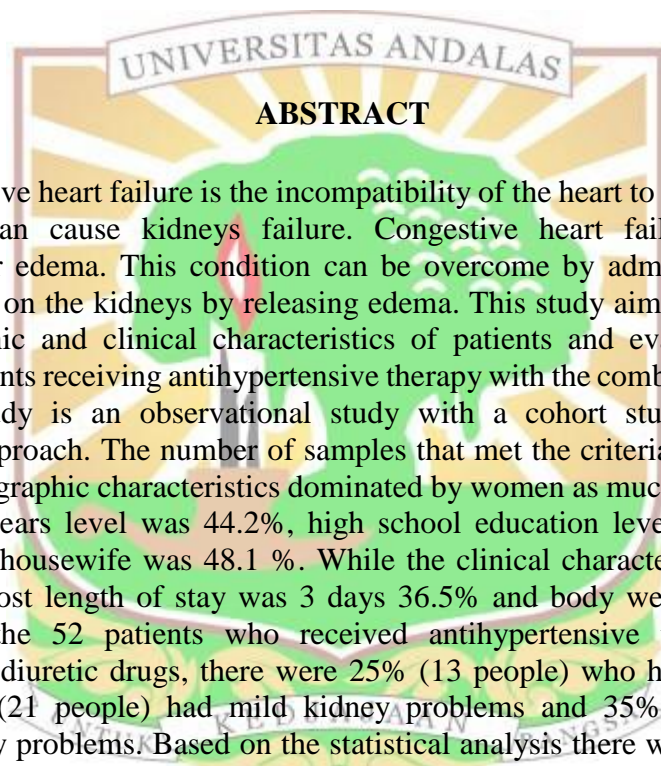 UNIVERSITAS ANDALAS
ABSTRACT
ve heart failure is the incompatibility of the heart to
an cause kidneys failure. Congestive heart fail
r edema. This condition can be overcome by adm
on the kidneys by releasing edema. This study aim
ic and clinical characteristics of patients and ev
nts receiving antihypertensive therapy with the comb
dy is an observational study with a cohort stu
proach. The number of samples that met the criteria
graphic characteristics dominated by women as muc
ears level was 44.2%, high school education leve
housewife was 48.1 %. While the clinical characte
ost length of stay was 3 days 36.5% and body we
the 52 patients who received antihypertensive
diuretic drugs, there were 25% (13 people) who h
(21 people) had mild kidney problems and 35%
UNTUK KEDJAJAAN BANGSA
y problems. Based on the statistical analysis there w